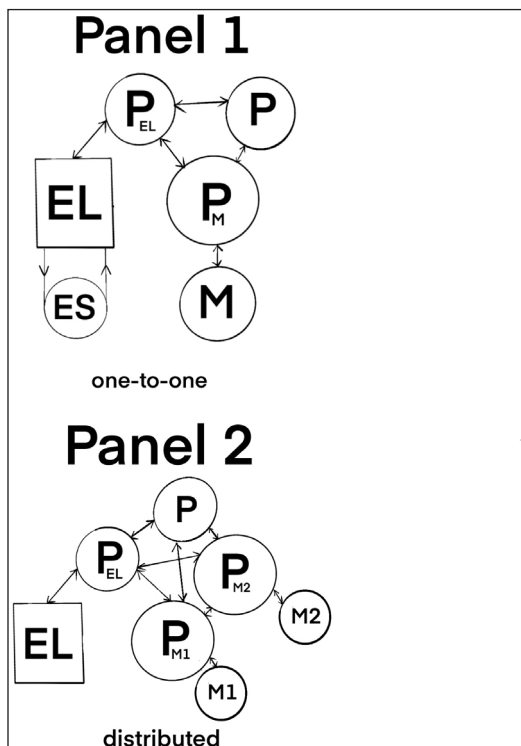 Panel 1
P EL
P
EL
P M
ES
M
one-to-one
Panel 2
P
P EL
P M2
EL
P M1
M2
M1
distributed